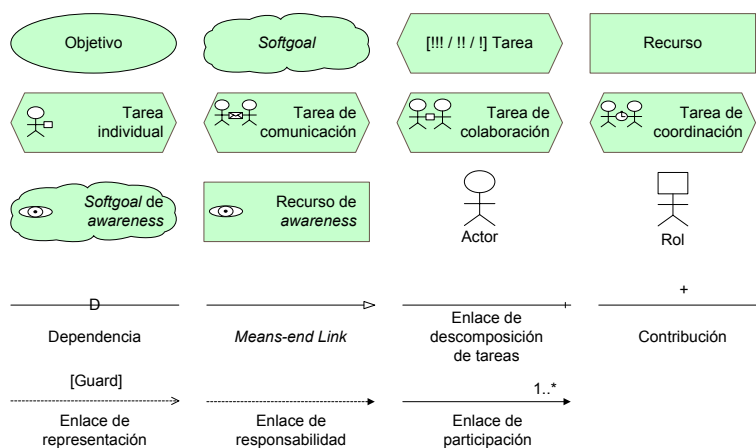 Objetivo
Softgoal
[!!! / !! / !] Tarea
Recurso
Tarea
individual
Tarea de
comunicación
Tarea de
colaboración
Tarea de
coordinación
Softgoal de
awareness
Recurso de
awareness
Actor
Rol
D
Dependencia
Means-end Link
Enlace de
descomposición
de tareas
+
Contribución
[Guard]
Enlace de
representación
Enlace de
responsabilidad
1..*
Enlace de
participación